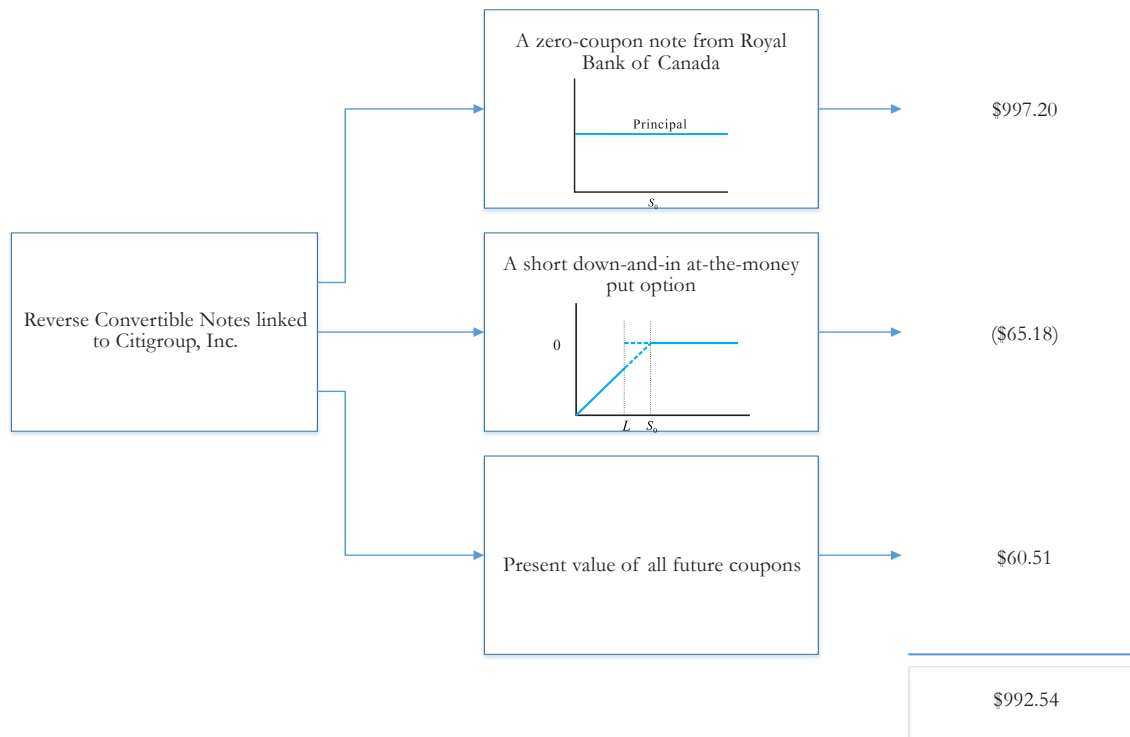 A zero-coupon note from Royal
Bank of Canada
Principal
S₀
$997.20
Reverse Convertible Notes linked
to Citigroup, Inc.
A short down-and-in at-the-money
put option
0
L S₀
($65.18)
Present value of all future coupons
$60.51
$992.54